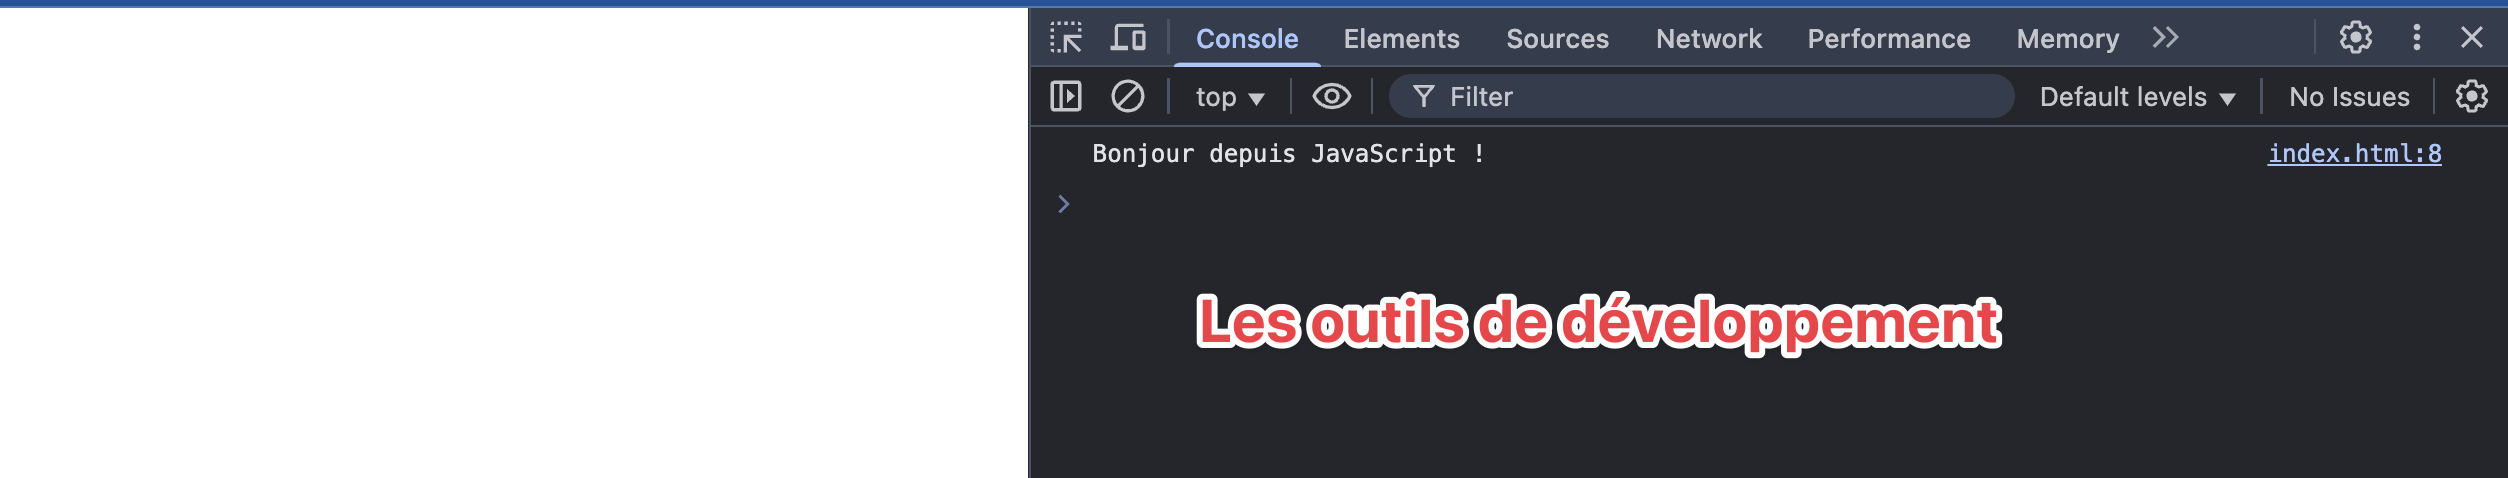 Console Elements Sources Network Performance Memory
top Filter Default levels No Issues
Bonjour depuis JavaScript ! index.html:8
Les outils de développement